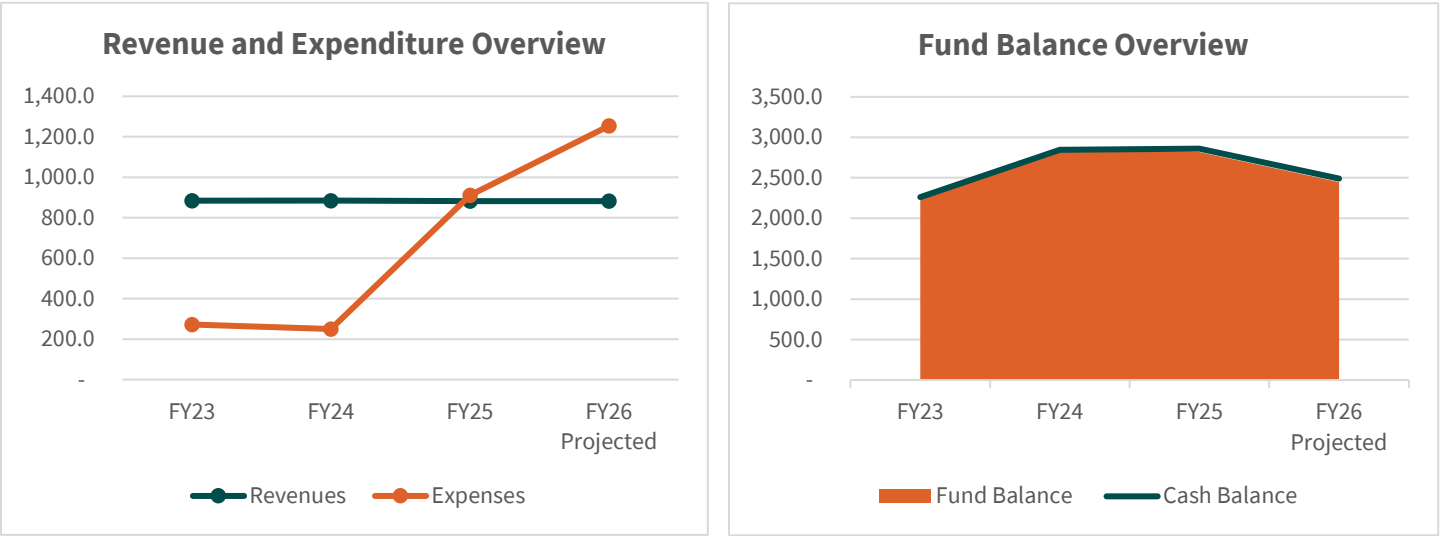 Revenue and Expenditure Overview
1,400.0
1,200.0
1,000.0
800.0
600.0
400.0
200.0
-
FY23 FY24 FY25 FY26
Projected
Revenues Expenses
Fund Balance Overview
3,500.0
3,000.0
2,500.0
2,000.0
1,500.0
1,000.0
500.0
-
FY23 FY24 FY25 FY26
Projected
Fund Balance Cash Balance